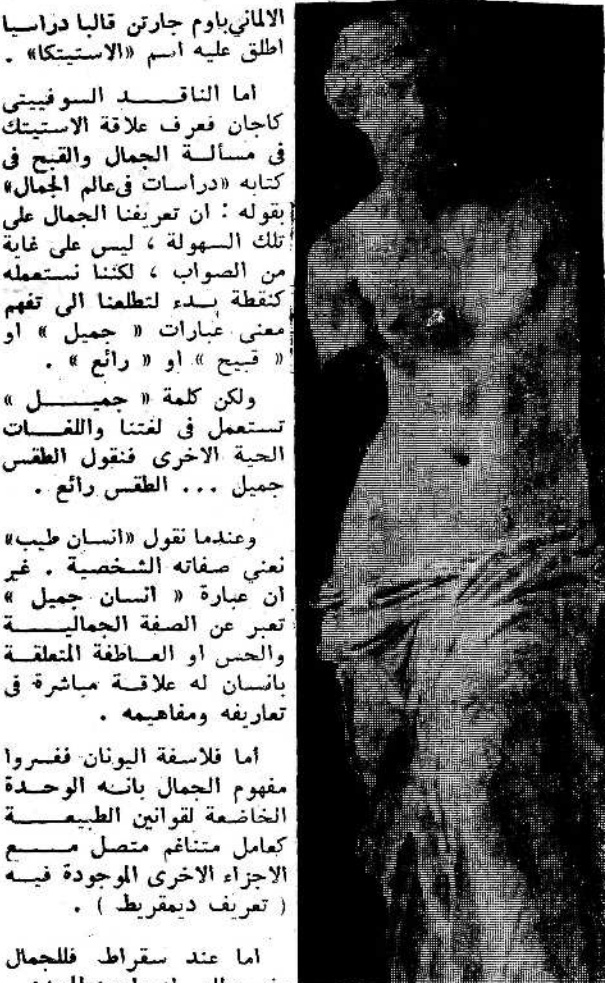 الالماني باوم جارتن قالبا دراسيا
اطلق عليه اسم «الاستيتكا» .
اما الناقد السوفييتى
كاجان فعرف علاقة الاستيتك
فى مسألة الجمال والقبح فى
كتابه «دراسات فى عالم الجمال»
بقوله : ان تعريفنا الجمال على
تلك السهولة ، ليس على غاية
من الصواب ، لكننا نستعمله
كنقطة بدء لتطلعنا الى تفهم
معنى عبارات « جميل » او
« قبيح » او « رائع » .
ولكن كلمة « جميل »
تستعمل فى لغتنا واللغات
الحية الاخرى فنقول الطقس
جميل ... الطقس رائع .
وعندما نقول «انسان طيب»
نعني صفاته الشخصية . غير
ان عبارة « انسان جميل »
تعبر عن الصفة الجمالية
والحس او العاطفة المتعلقة
بانسان له علاقة مباشرة فى
تعاريفه ومفاهيمه .
أما فلاسفة اليونان ففسروا
مفهوم الجمال بانه الوحدة
الخاضعة لقوانين الطبيعة
كعامل متناغم متصل مع
الاجزاء الاخرى الموجودة فيه
( تعريف ديمقريط ) .
اما عند سقراط فللجمال